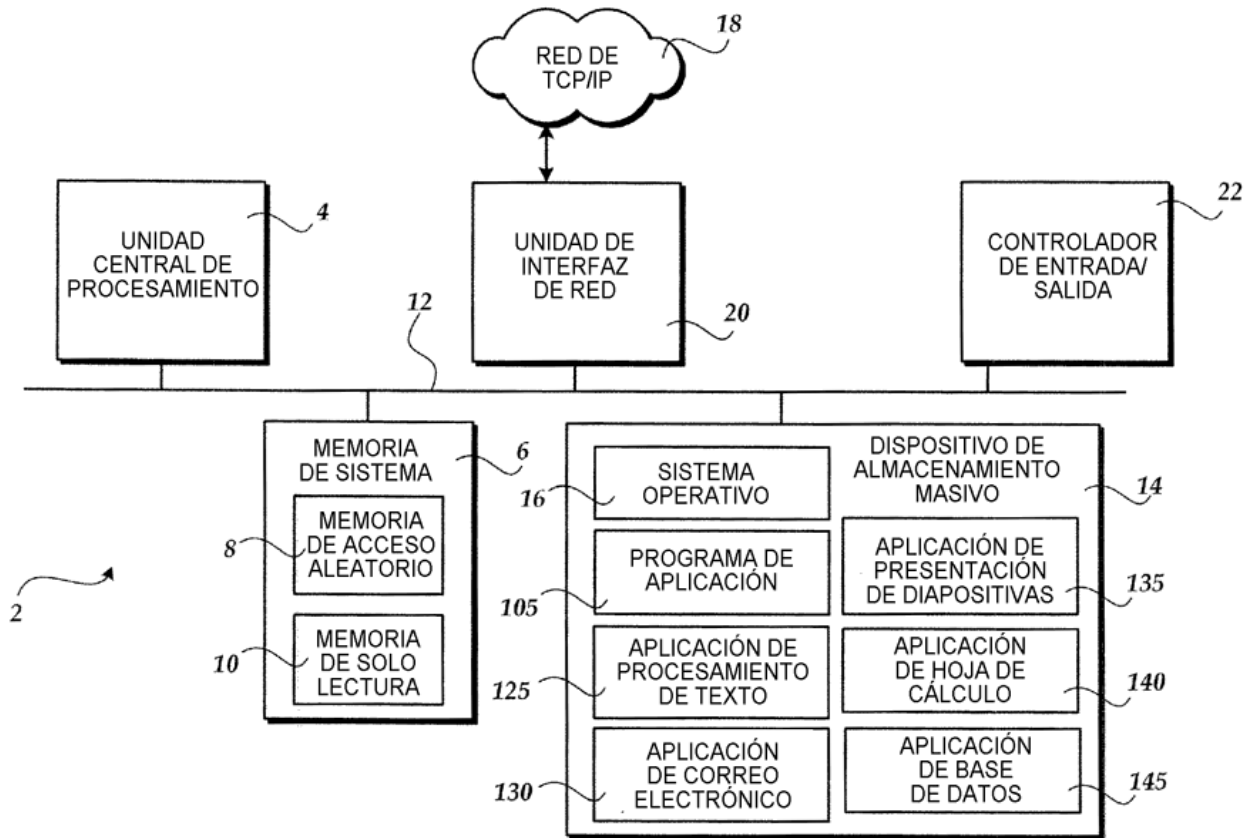 18
RED DE
TCP/IP
4
UNIDAD
CENTRAL DE
PROCESAMIENTO
UNIDAD DE
INTERFAZ
DE RED
20
22
CONTROLADOR
DE ENTRADA/
SALIDA
12
MEMORIA
DE SISTEMA
6
MEMORIA
DE ACCESO
ALEATORIO
8
MEMORIA
DE SOLO
LECTURA
10
2
DISPOSITIVO DE
ALMACENAMIENTO
MASIVO
14
SISTEMA
OPERATIVO
16
PROGRAMA DE
APLICACIÓN
105
APLICACIÓN DE
PROCESAMIENTO
DE TEXTO
125
APLICACIÓN
DE CORREO
ELECTRÓNICO
130
APLICACIÓN DE
PRESENTACIÓN
DE DIAPOSITIVAS
135
APLICACIÓN
DE HOJA DE
CÁLCULO
140
APLICACIÓN
DE BASE
DE DATOS
145